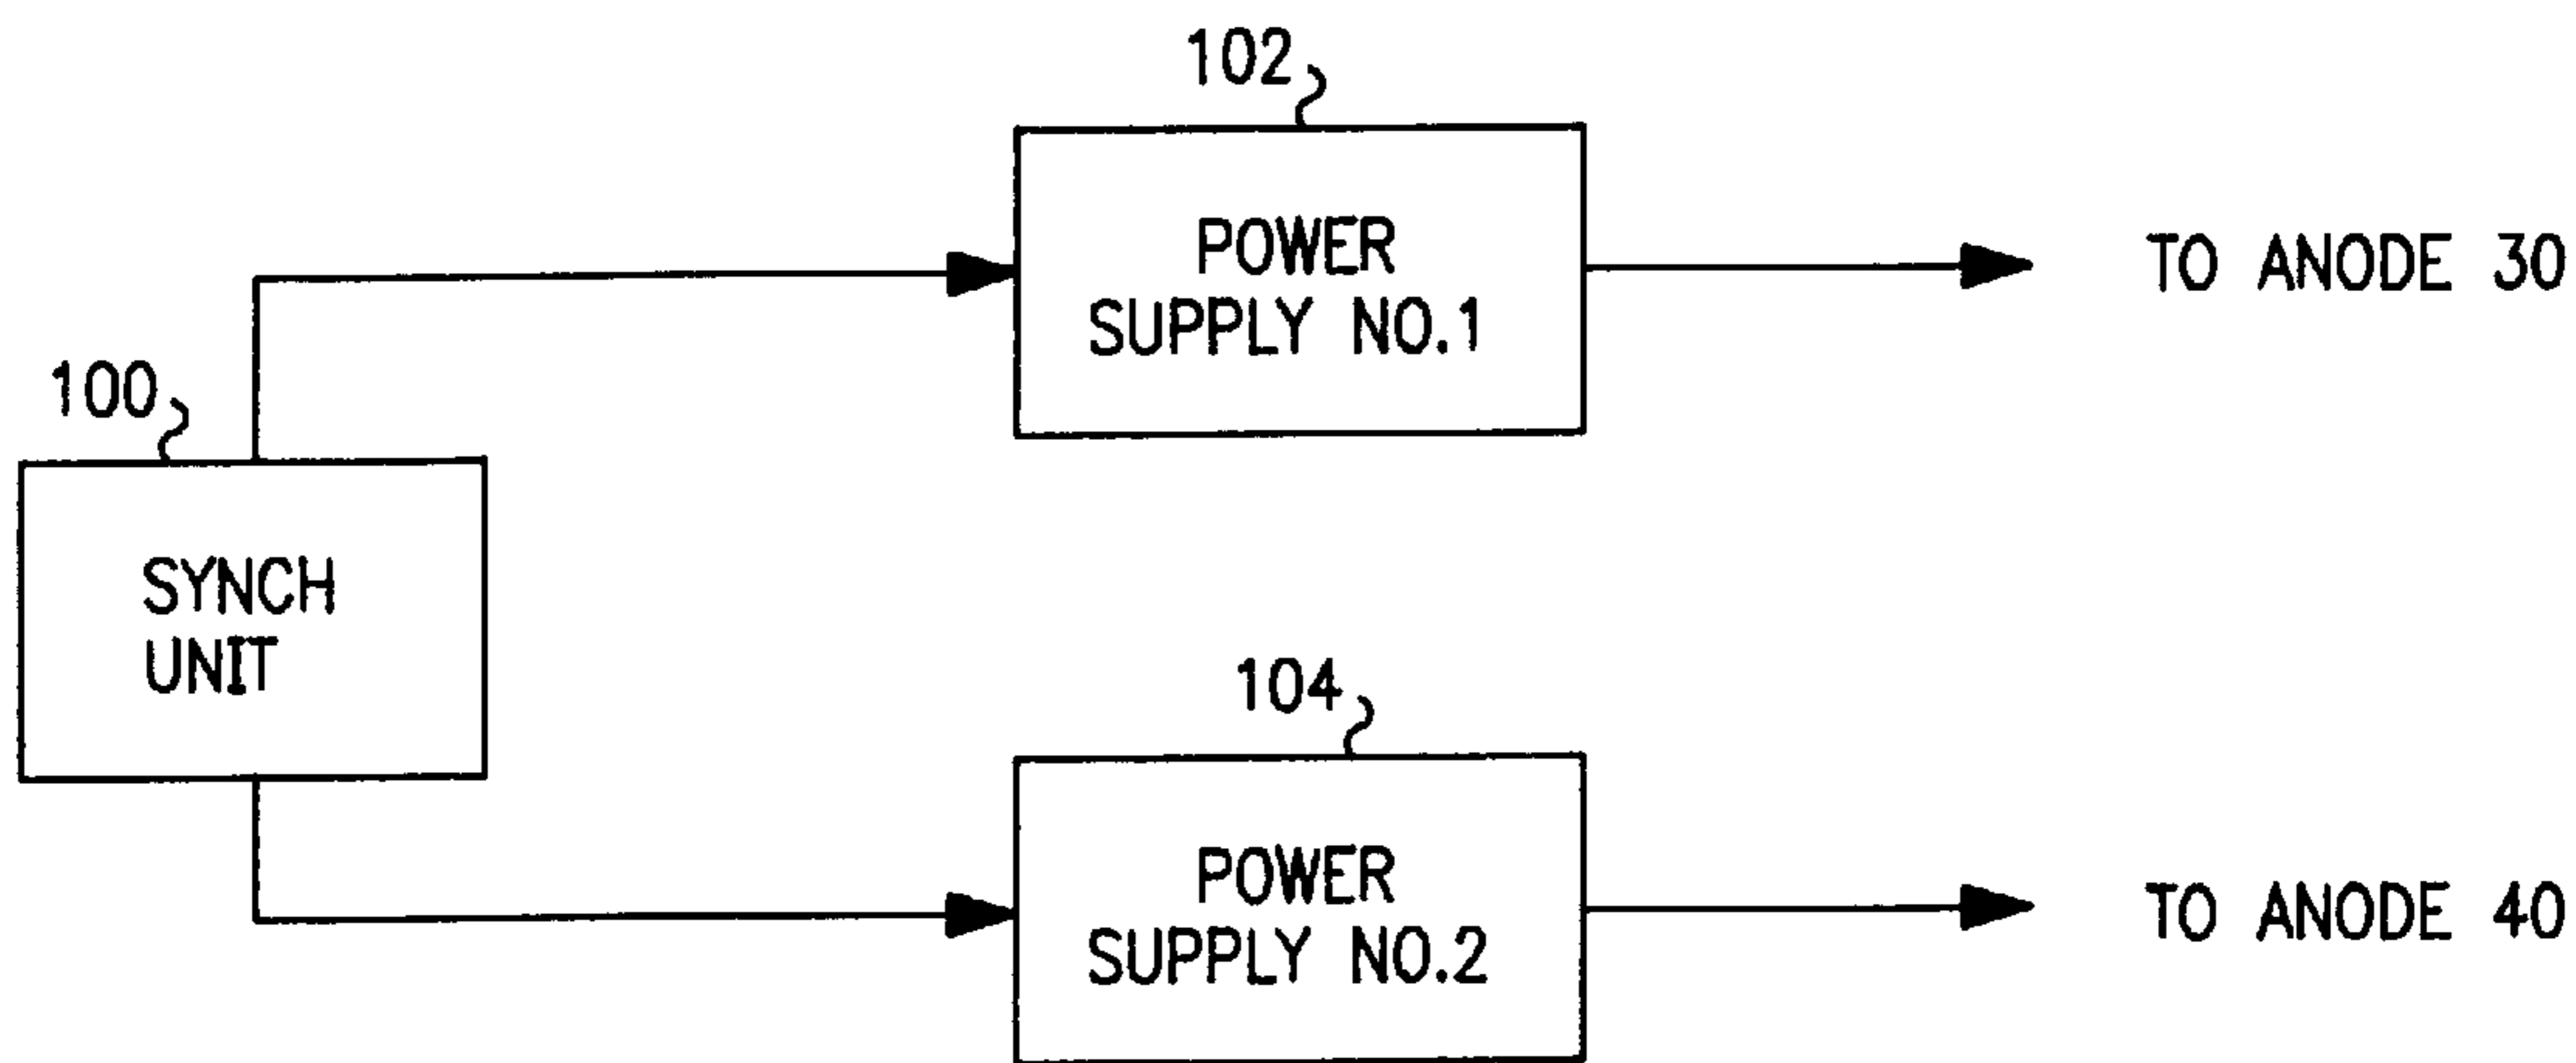 102
POWER
SUPPLY NO.1
TO ANODE 30
100
SYNCH
UNIT
104
POWER
SUPPLY NO.2
TO ANODE 40